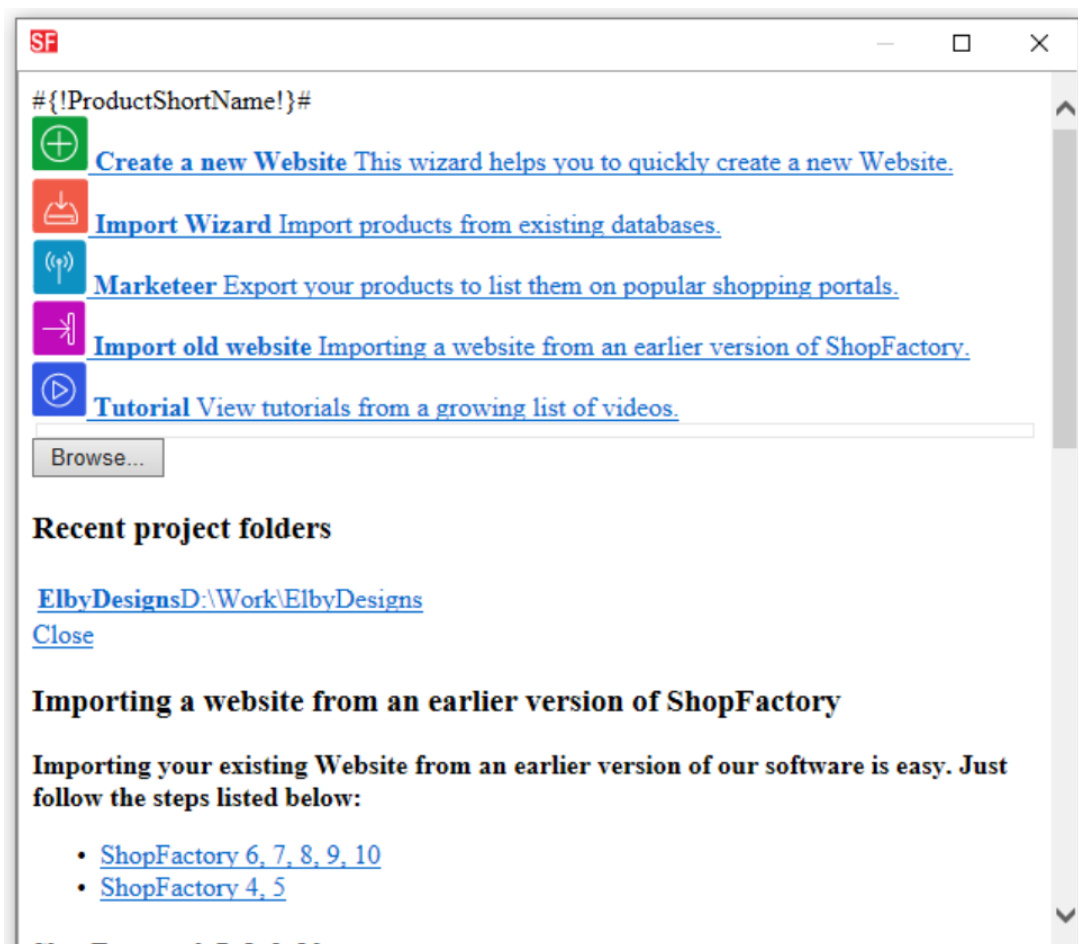 SF
#{!ProductShortName!}#
Create a new Website This wizard helps you to quickly create a new Website.
Import Wizard Import products from existing databases.
Marketeer Export your products to list them on popular shopping portals.
Import old website Importing a website from an earlier version of ShopFactory.
Tutorial View tutorials from a growing list of videos.
Browse...
Recent project folders
ElbyDesignsD:\Work\ElbyDesigns
Close
Importing a website from an earlier version of ShopFactory
Importing your existing Website from an earlier version of our software is easy. Just
follow the steps listed below:
• ShopFactory 6, 7, 8, 9, 10
• ShopFactory 4, 5